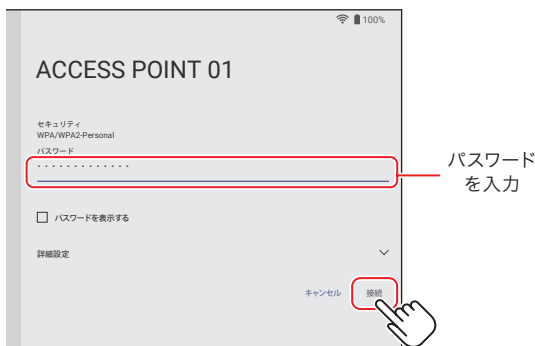 100%
ACCESS POINT 01
セキュリティ
WPA/WPA2-Personal
パスワード
・・・・・・・・・・・・・
パスワード
を入力
パスワードを表示する
詳細設定
キャンセル 接続